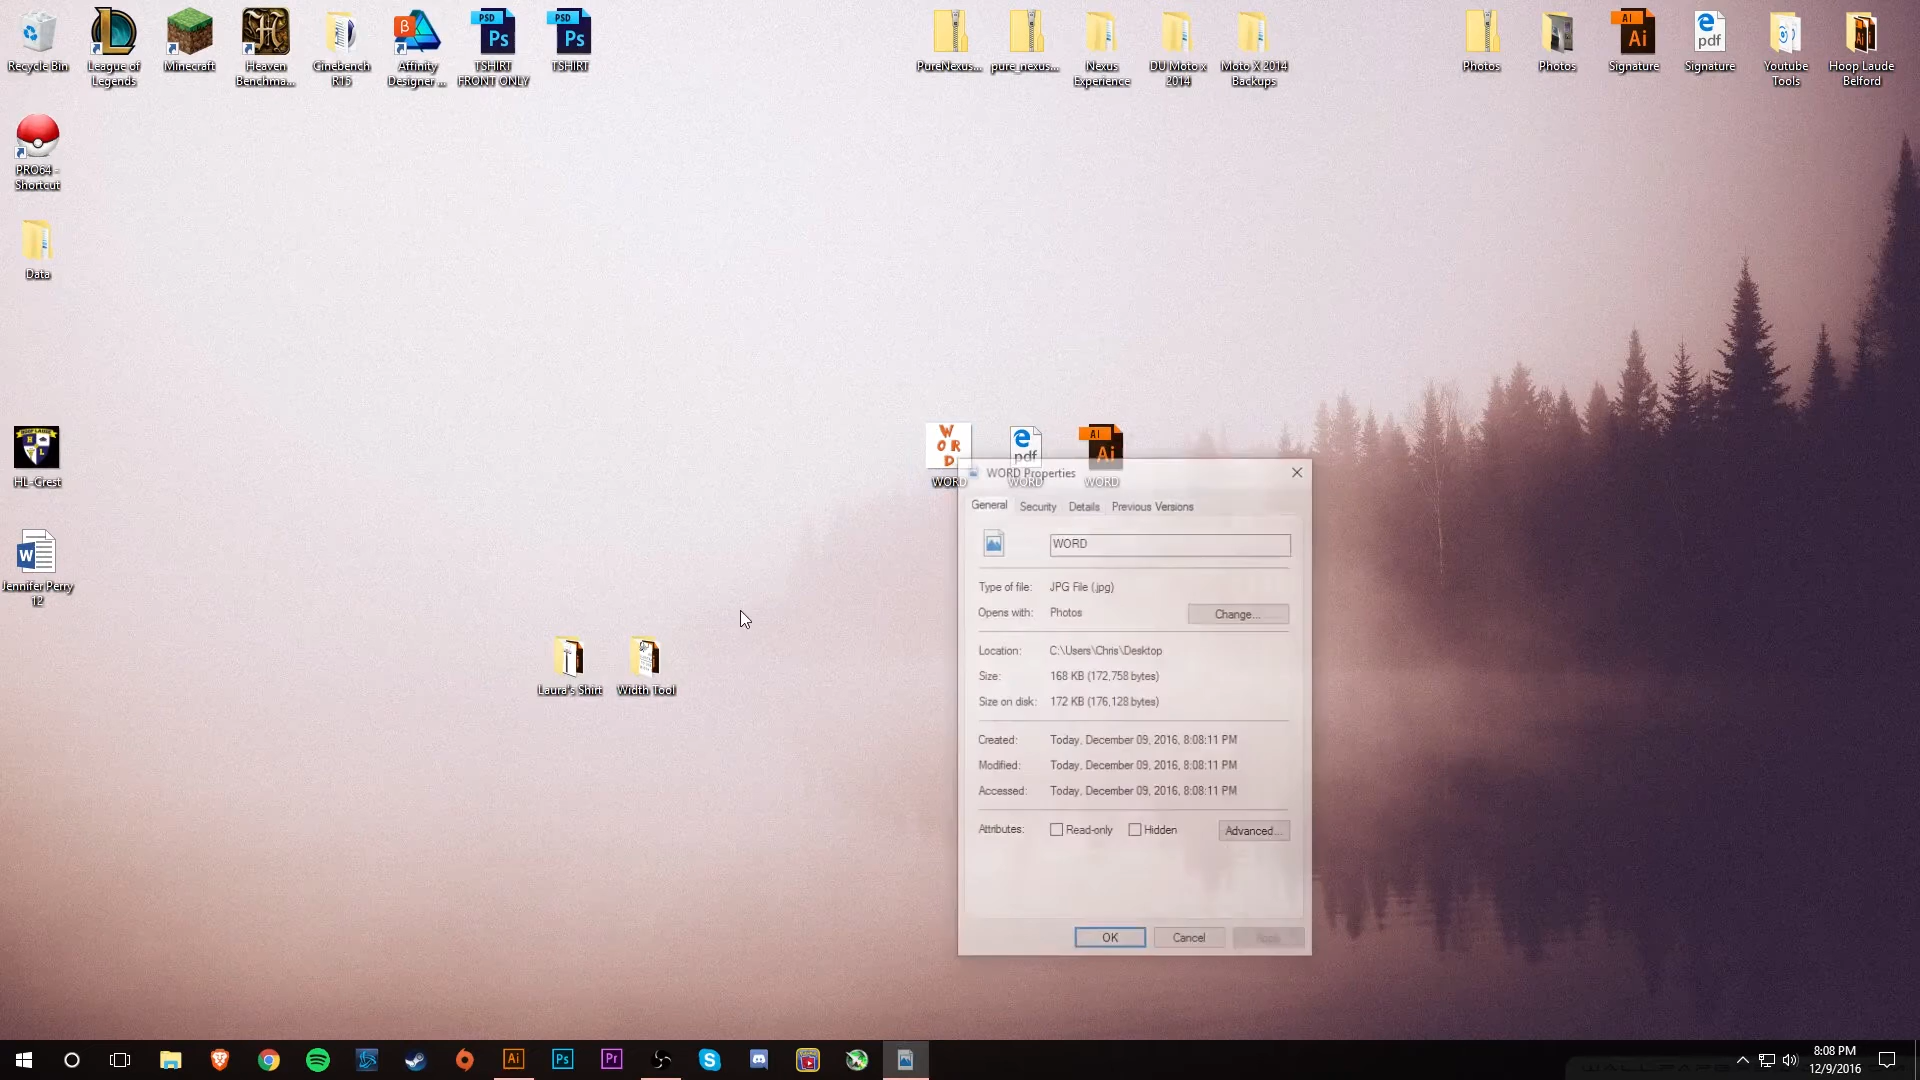 Recycle Bin
League of
Legends
Minecraft
Heaven
Benchma...
Cinebench
R15
Affinity
Designer ...
TSHIRT
FRONT ONLY
TSHIRT
PureNexus...
pure_nexus...
Nexus
Experience
DU Moto x
2014
Moto X 2014
Backups
Photos
Photos
Signature
Signature
Youtube
Tools
Hoop Laude
Belford
PRO64 -
Shortcut
Data
HL-Crest
Jennifer Perry
12
Laura's Shirt
Width Tool
WORD
WORD
WORD
WORD Properties
General
Security
Details
Previous Versions
WORD
Type of file: JPG File (.jpg)
Opens with: Photos
Change...
Location: C:\Users\Chris\Desktop
Size: 168 KB (172,758 bytes)
Size on disk: 172 KB (176,128 bytes)
Created: Today, December 09, 2016, 8:08:11 PM
Modified: Today, December 09, 2016, 8:08:11 PM
Accessed: Today, December 09, 2016, 8:08:11 PM
Attributes: Read-only Hidden
Advanced...
OK
Cancel
Apply
8:08 PM
12/9/2016